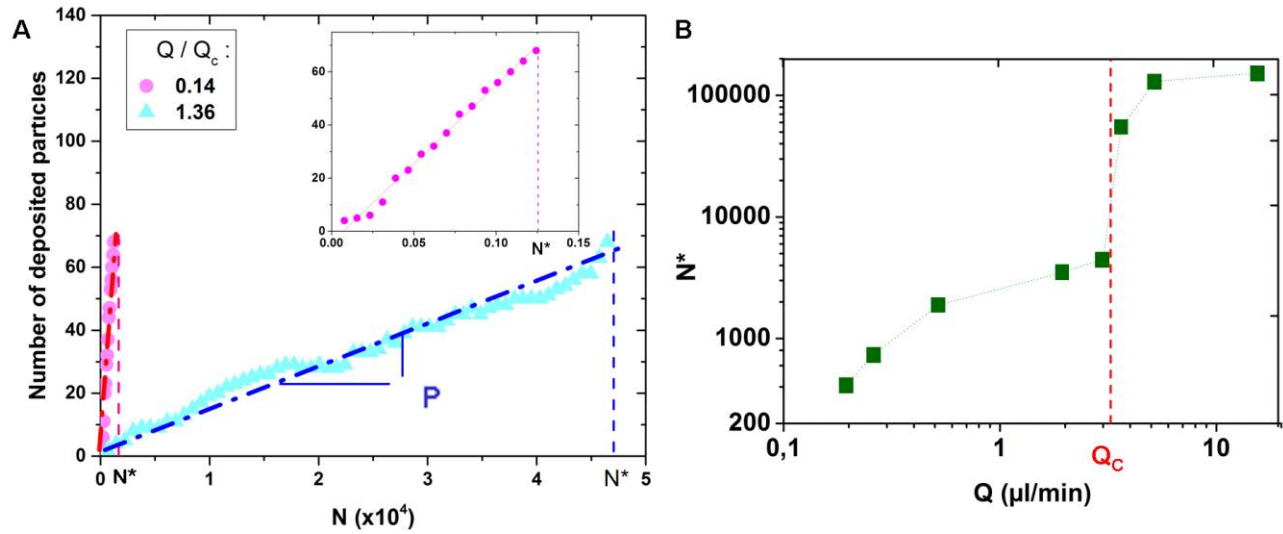 A
Q / Qc :
0.14
1.36
Number of deposited particles
140
120
100
80
60
40
20
0
N*
1
2
3
4
N*
5
N (x10⁴)
P
60
40
20
0
0.00
0.05
0.10
N*
0.15
B
N*
100000
10000
1000
200
0,1
1
Qc
10
Q (µl/min)